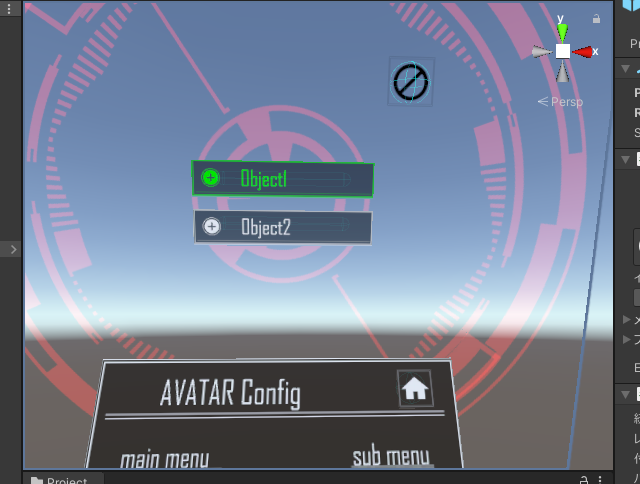 y
x
Persp
Object1
Object2
AVATAR Config
main menu
sub menu
Project